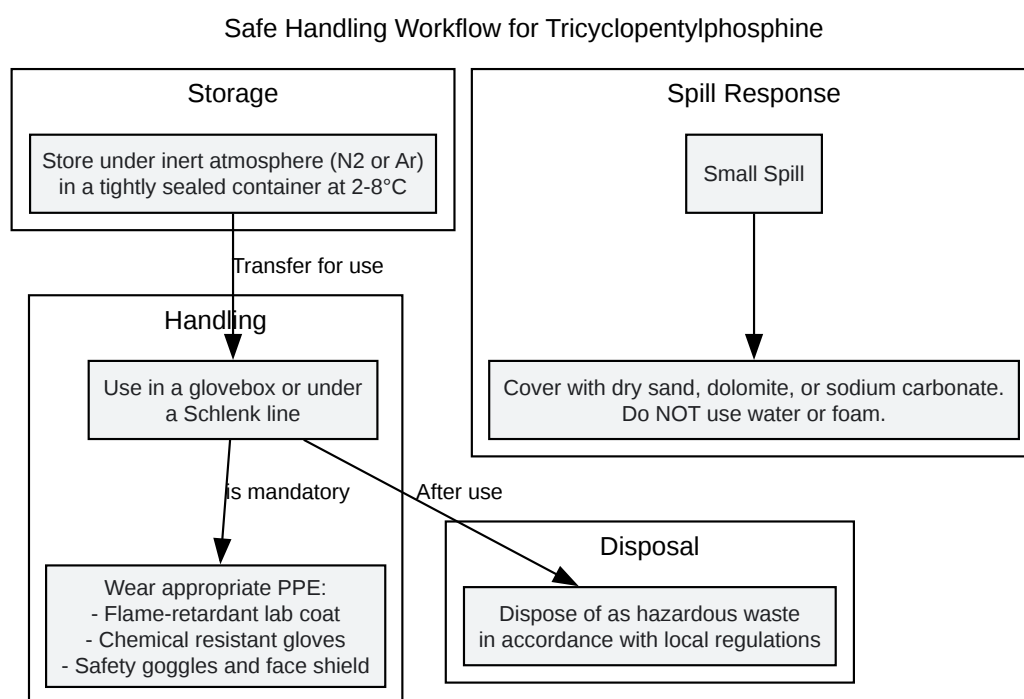 Safe Handling Workflow for Tricyclopentylphosphine
Storage
Store under inert atmosphere (N2 or Ar)
in a tightly sealed container at 2-8°C
Transfer for use
Handling
Use in a glovebox or under
a Schlenk line
is mandatory
Wear appropriate PPE:
- Flame-retardant lab coat
- Chemical resistant gloves
- Safety goggles and face shield
After use
Disposal
Dispose of as hazardous waste
in accordance with local regulations
Spill Response
Small Spill
Cover with dry sand, dolomite, or sodium carbonate.
Do NOT use water or foam.